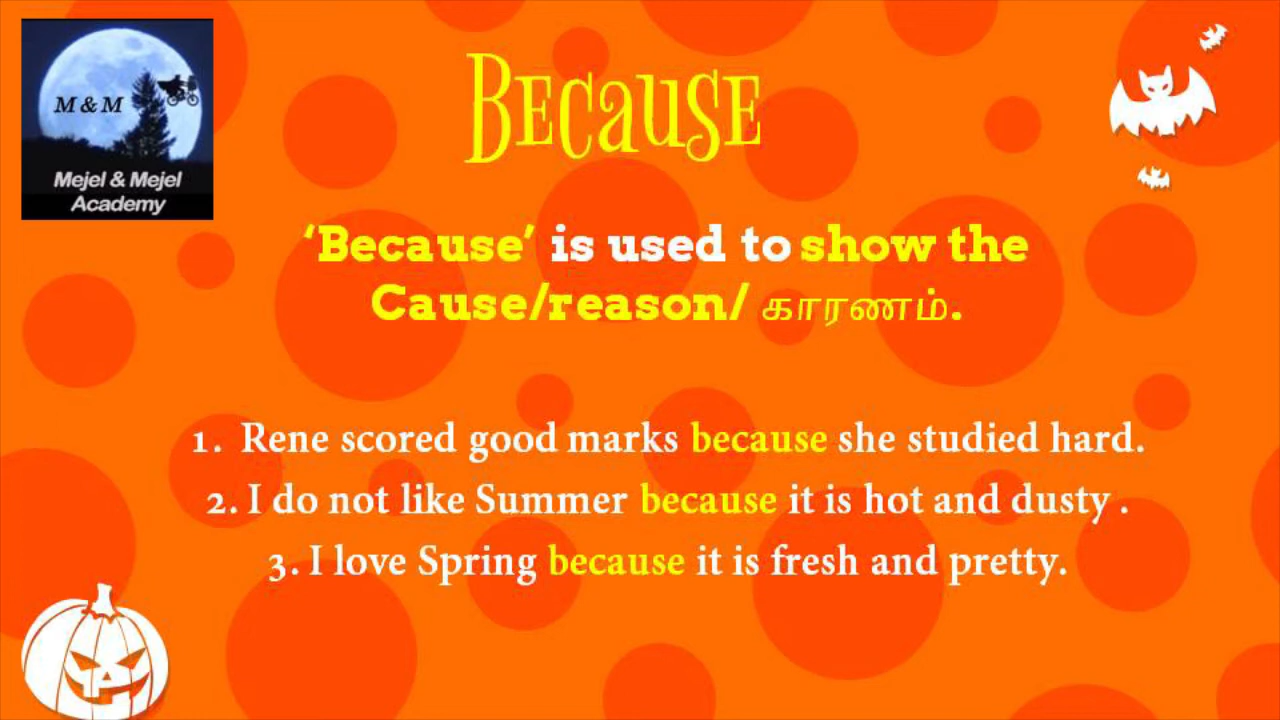 M & M
Mejel & Mejel
Academy
Because
‘Because’ is used to show the
Cause/reason/ காரணம்.
1. Rene scored good marks because she studied hard.
2. I do not like Summer because it is hot and dusty .
3. I love Spring because it is fresh and pretty.